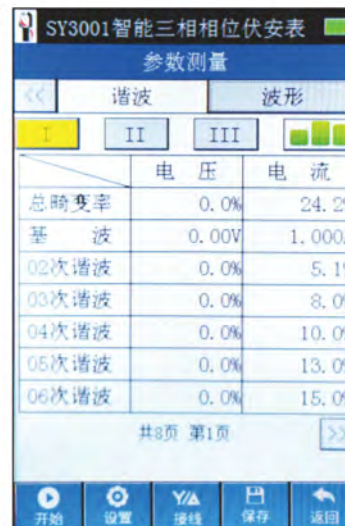 SY3001智能三相相位伏安表
参数测量
<< 谐波 波形
I II III
电 压 电 流
总畸变率 0.0% 24.2%
基 波 0.00V 1.000
02次谐波 0.0% 5.1%
03次谐波 0.0% 8.0%
04次谐波 0.0% 10.0%
05次谐波 0.0% 13.0%
06次谐波 0.0% 15.0%
共8页 第1页 >>
开始 设置 接线 保存 返回